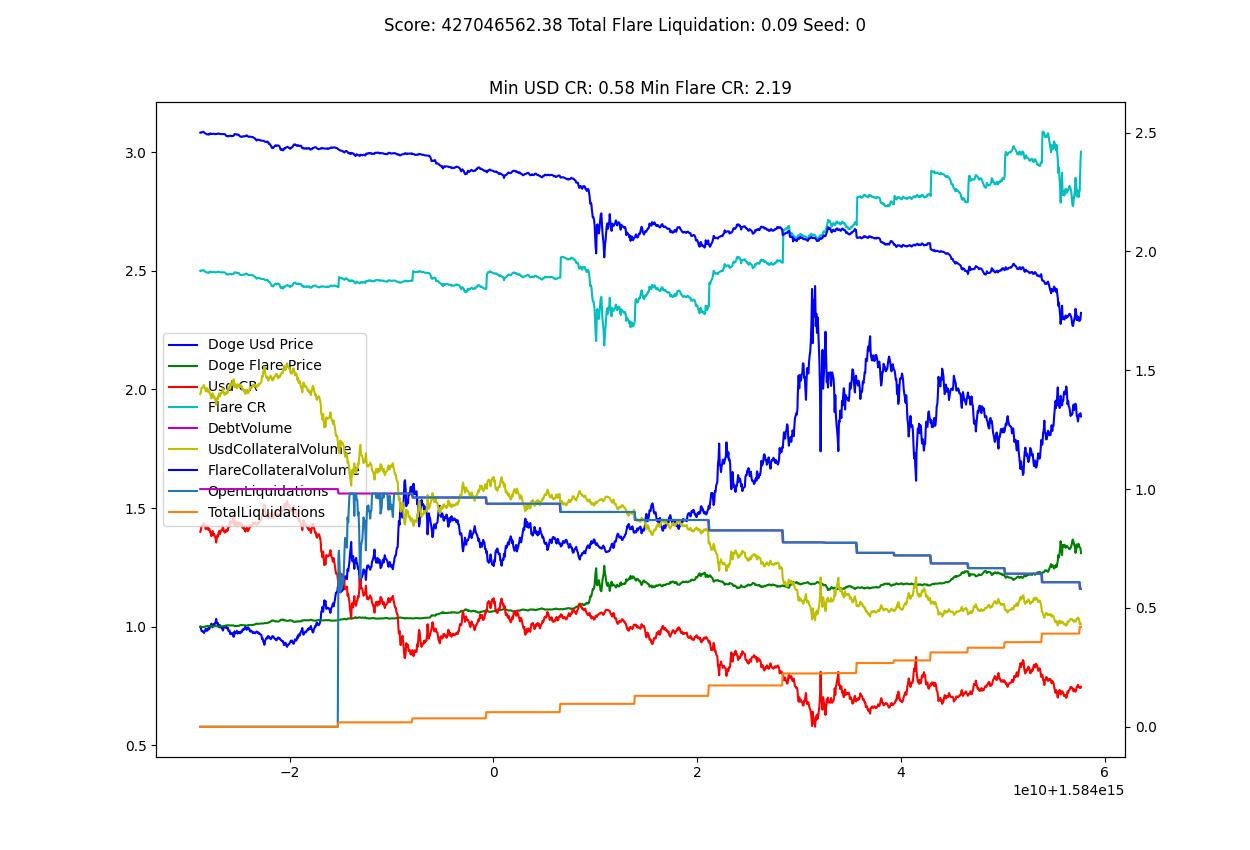 Score: 427046562.38 Total Flare Liquidation: 0.09 Seed: 0
Min USD CR: 0.58 Min Flare CR: 2.19
3.0
2.5
2.0
1.5
1.0
0.5
Doge Usd Price
Doge Flare Price
Usd CR
Flare CR
DebtVolume
UsdCollateralVolume
FlareCollateralVolume
OpenLiquidations
TotalLiquidations
2.5
2.0
1.5
1.0
0.5
0.0
−2 0 2 4 6
1e10+1.584e15